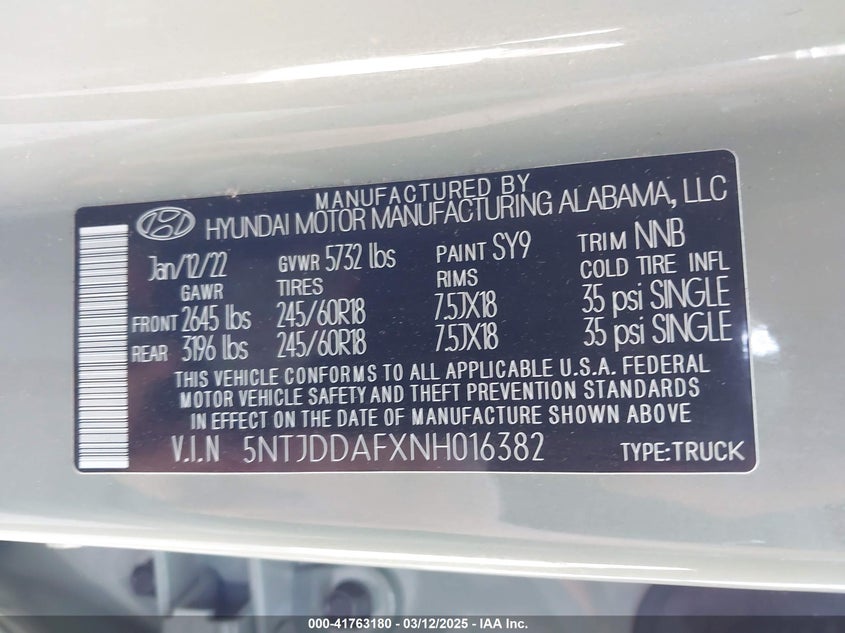 MANUFACTURED BY
HYUNDAI MOTOR MANUFACTURING ALABAMA, LLC
Jan/12/22 GVWR 5732 lbs PAINT SY9 TRIM NNB
GAWR TIRES RIMS COLD TIRE INFL
FRONT 2645 lbs 245/60R18 7.5JX18 35 psi SINGLE
REAR 3196 lbs 245/60R18 7.5JX18 35 psi SINGLE
THIS VEHICLE CONFORMS TO ALL APPLICABLE U.S.A. FEDERAL
MOTOR VEHICLE SAFETY AND THEFT PREVENTION STANDARDS
IN EFFECT ON THE DATE OF MANUFACTURE SHOWN ABOVE
V.I.N 5NTJDDAFXNH016382 TYPE:TRUCK
000-41763180 - 03/12/2025 - IAA Inc.